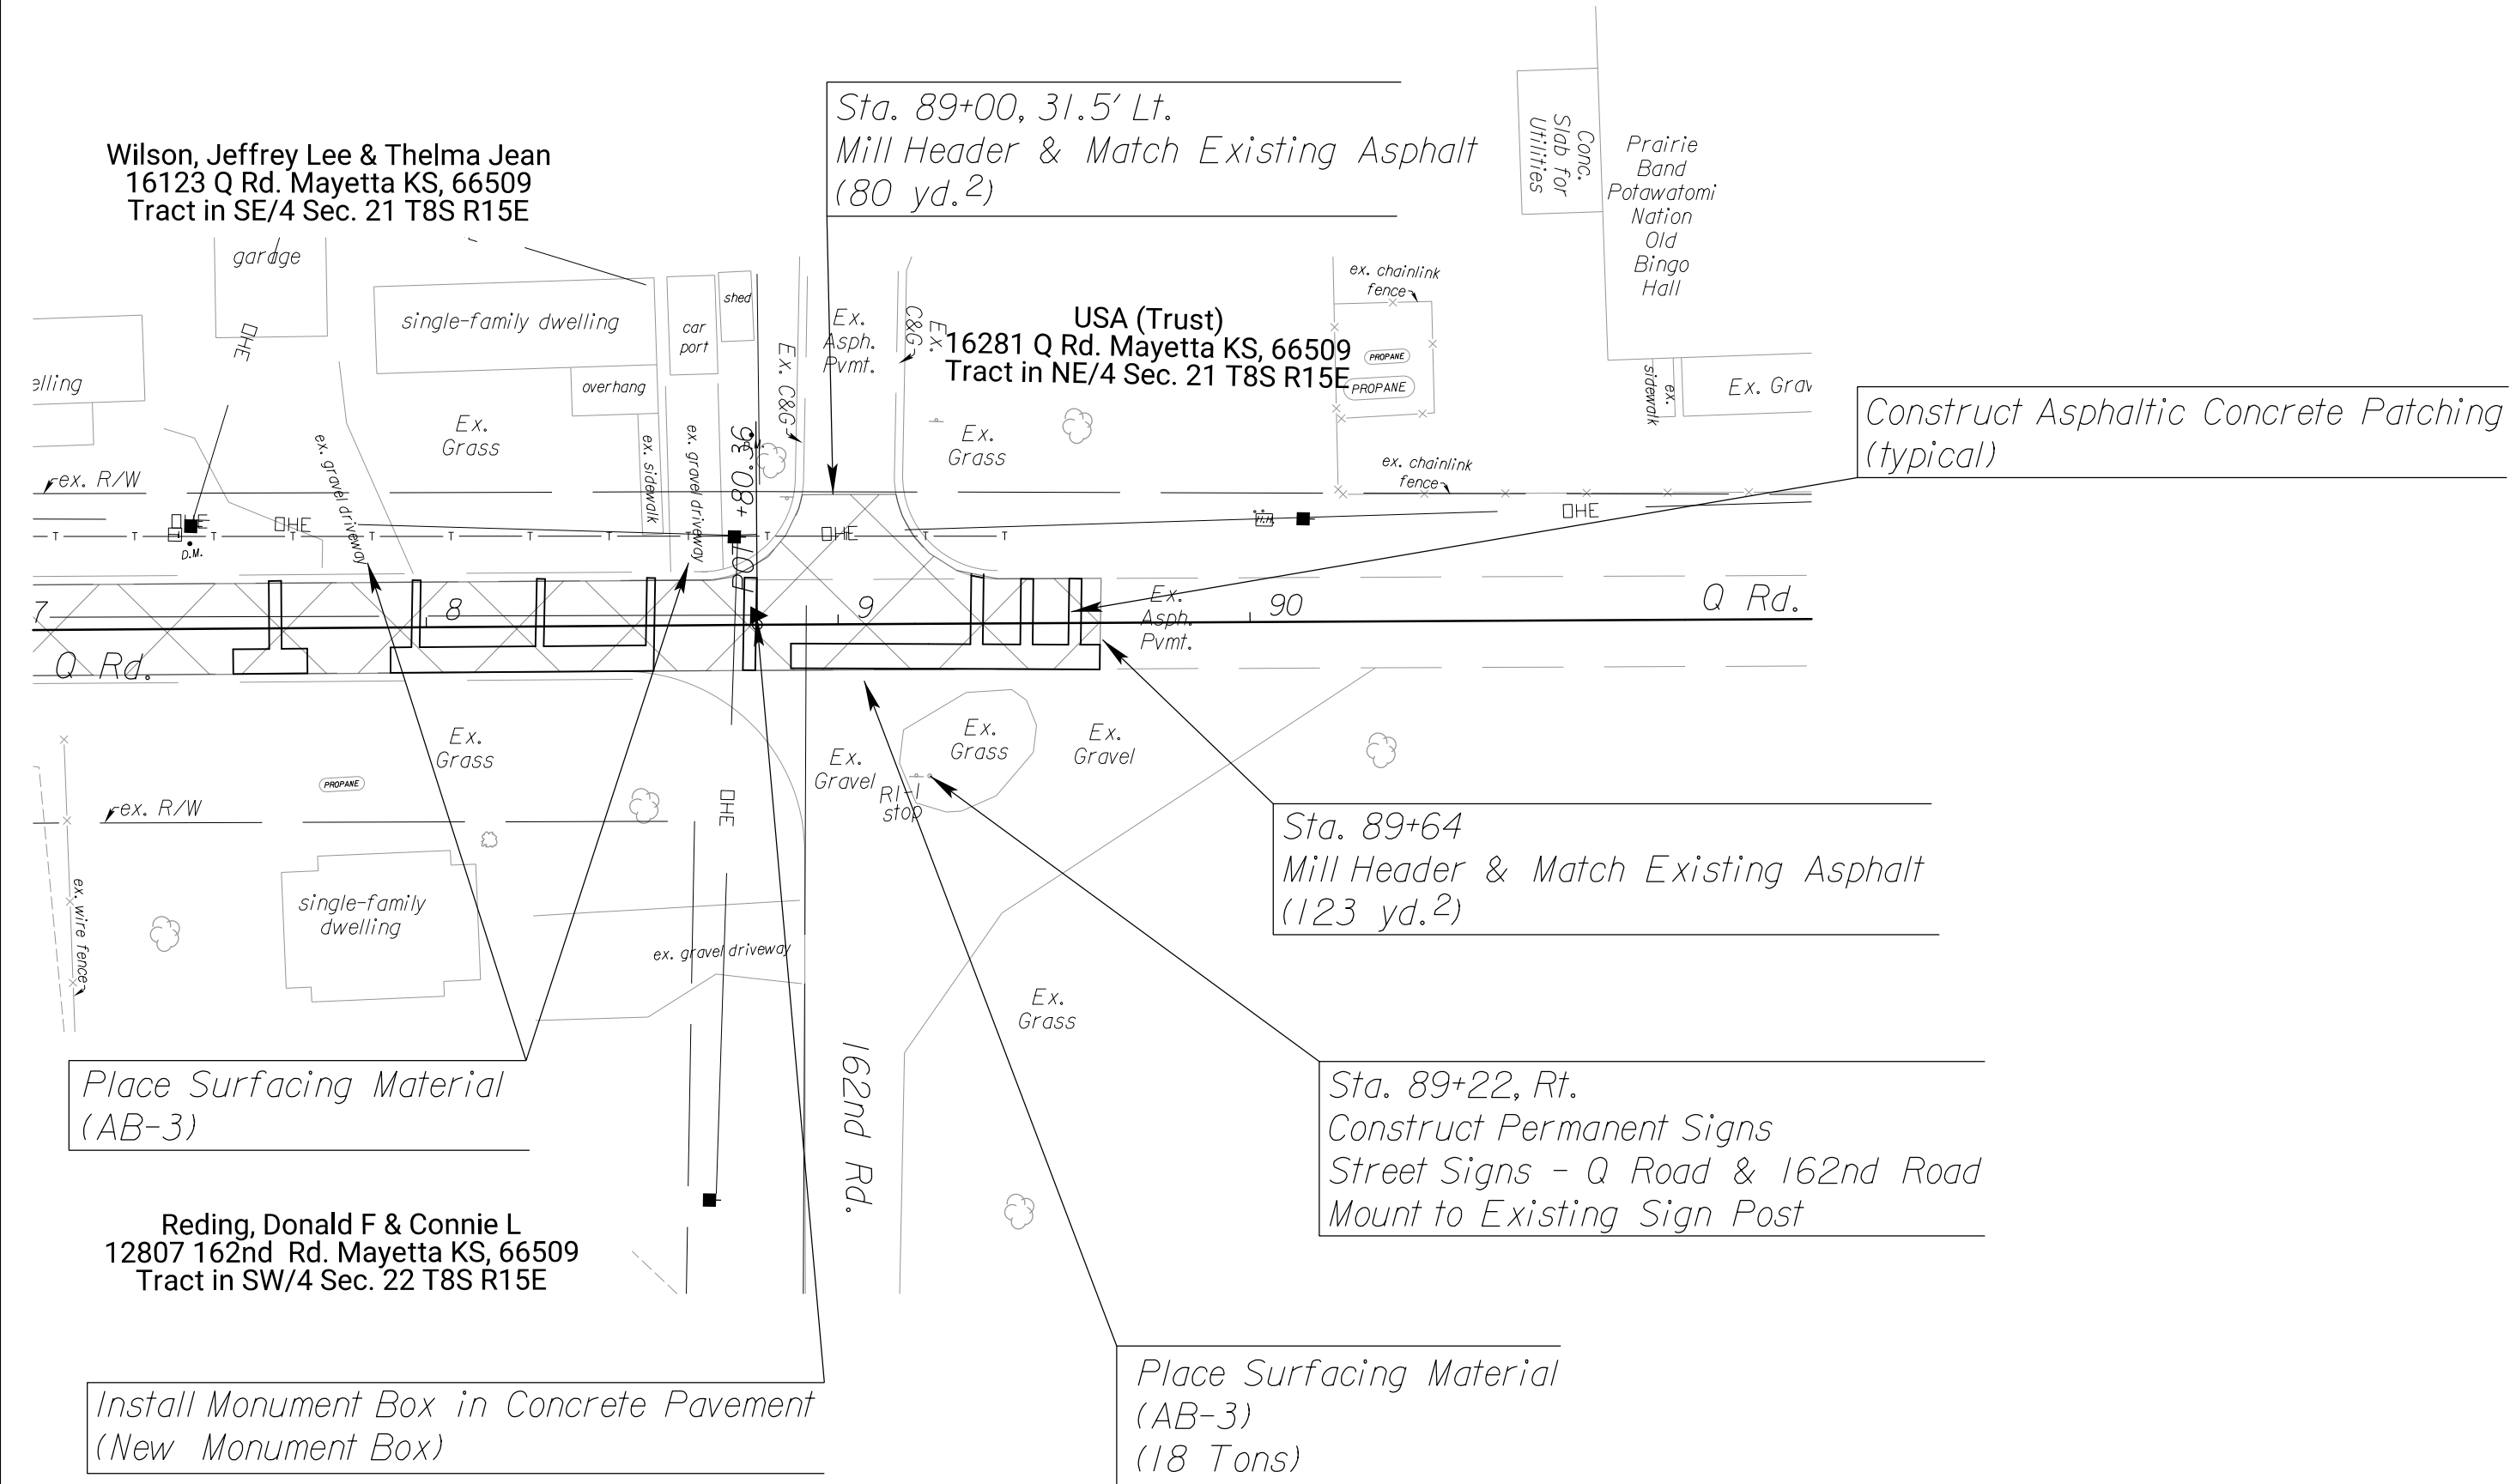 Sta. 89+00, 31.5' Lt.
Mill Header & Match Existing Asphalt
(80 yd.2)
Conc.
Slab for
Utilities
Prairie
Band
Potawatomi
Nation
Old
Bingo
Hall
Wilson, Jeffrey Lee & Thelma Jean
16123 Q Rd. Mayetta KS, 66509
Tract in SE/4 Sec. 21 T8S R15E
garage
OHE
single-family dwelling
car
port
shed
overhang
elling
Ex. C&G
Ex.
Asph.
Pvmt.
Ex.
C&G
USA (Trust)
16281 Q Rd. Mayetta KS, 66509
Tract in NE/4 Sec. 21 T8S R15E
ex. chainlink
fence
PROPANE
PROPANE
ex.
sidewalk
Ex. Grav
Construct Asphaltic Concrete Patching
(typical)
Ex.
Grass
ex. gravel driveway
ex. sidewalk
ex. gravel driveway
POT +80.36
Ex.
Grass
ex. chainlink
fence
ex. R/W
OHE
OHE
OHE
H.H.
OHE
T T T T T T T T T T T T T
D.M.
7
8
9
90
Q Rd.
Q Rd.
Ex.
Asph.
Pvmt.
Ex.
Grass
Ex.
Gravel
R1-1
stop
Ex.
Grass
Ex.
Gravel
PROPANE
ex. R/W
OHE
ex. wire fence
single-family
dwelling
ex. gravel driveway
Sta. 89+64
Mill Header & Match Existing Asphalt
(123 yd.2)
Ex.
Grass
162nd Rd.
Place Surfacing Material
(AB-3)
Sta. 89+22, Rt.
Construct Permanent Signs
Street Signs - Q Road & 162nd Road
Mount to Existing Sign Post
Reding, Donald F & Connie L
12807 162nd Rd. Mayetta KS, 66509
Tract in SW/4 Sec. 22 T8S R15E
Install Monument Box in Concrete Pavement
(New Monument Box)
Place Surfacing Material
(AB-3)
(18 Tons)